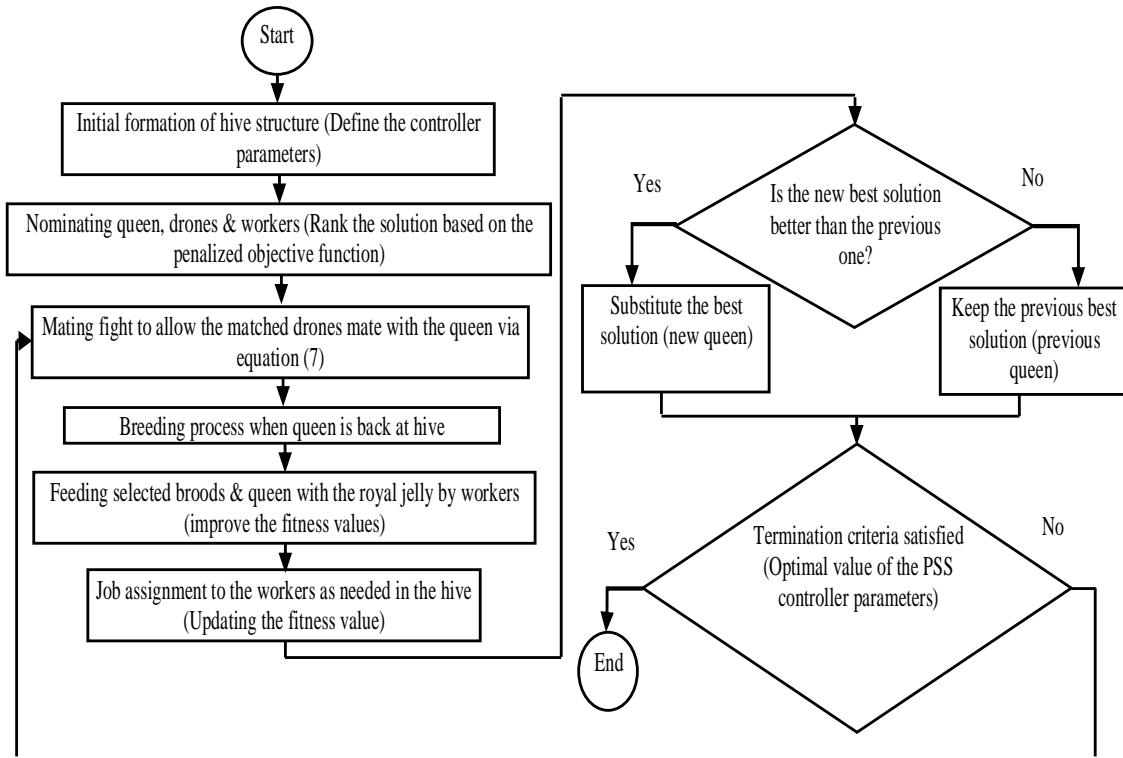 Start
Initial formation of hive structure (Define the controller
parameters)
Nominating queen, drones & workers (Rank the solution based on the
penalized objective function)
Mating fight to allow the matched drones mate with the queen via
equation (7)
Breeding process when queen is back at hive
Feeding selected broods & queen with the royal jelly by workers
(improve the fitness values)
Job assignment to the workers as needed in the hive
(Updating the fitness value)
Is the new best solution
better than the previous
one?
Yes
No
Substitute the best
solution (new queen)
Keep the previous best
solution (previous
queen)
Termination criteria satisfied
(Optimal value of the PSS
controller parameters)
Yes
No
End